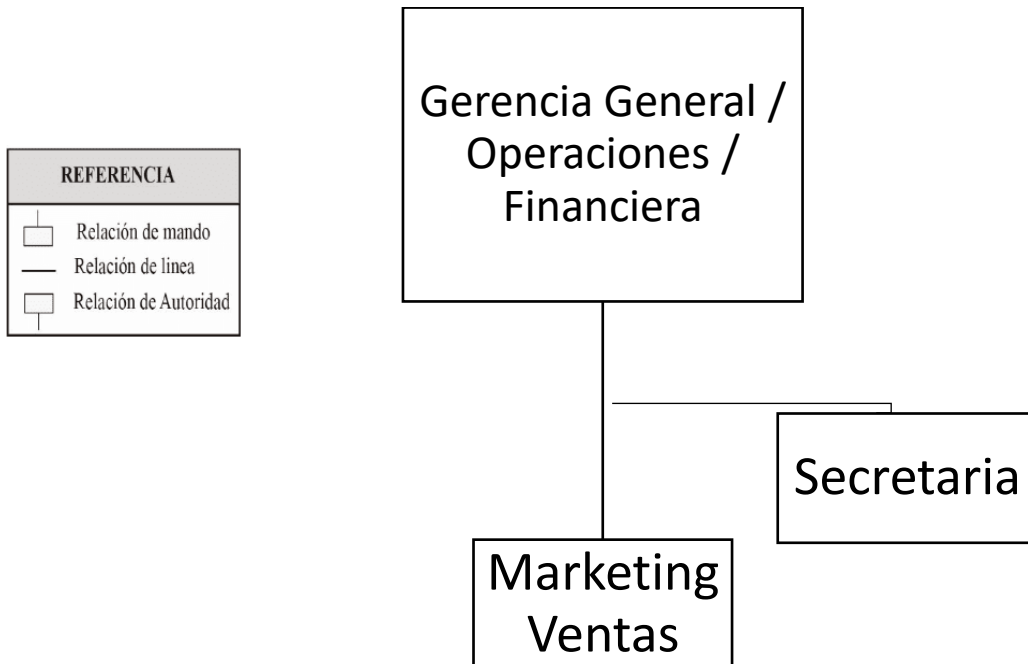 Gerencia General /
Operaciones /
Financiera
REFERENCIA
Relación de mando
Relación de linea
Relación de Autoridad
Secretaria
Marketing
Ventas